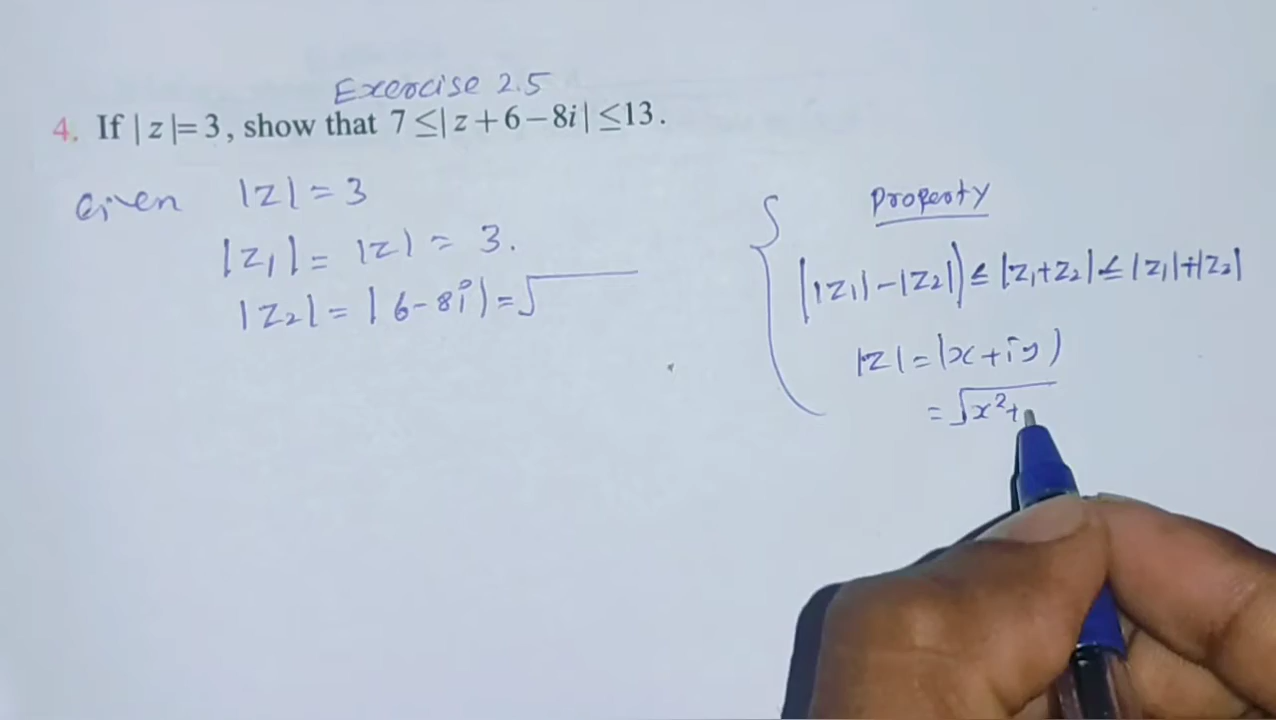 Exercise 2.5
4. If |z|=3, show that 7 ≤|z+6−8i|≤13.
Given |z| = 3
|z₁| = |z| = 3.
|z₂| = |6-8i| = √
Property
||z₁|-|z₂|| ≤ |z₁+z₂| ≤ |z₁|+|z₂|
|z| = |x+iy|
= √x²+